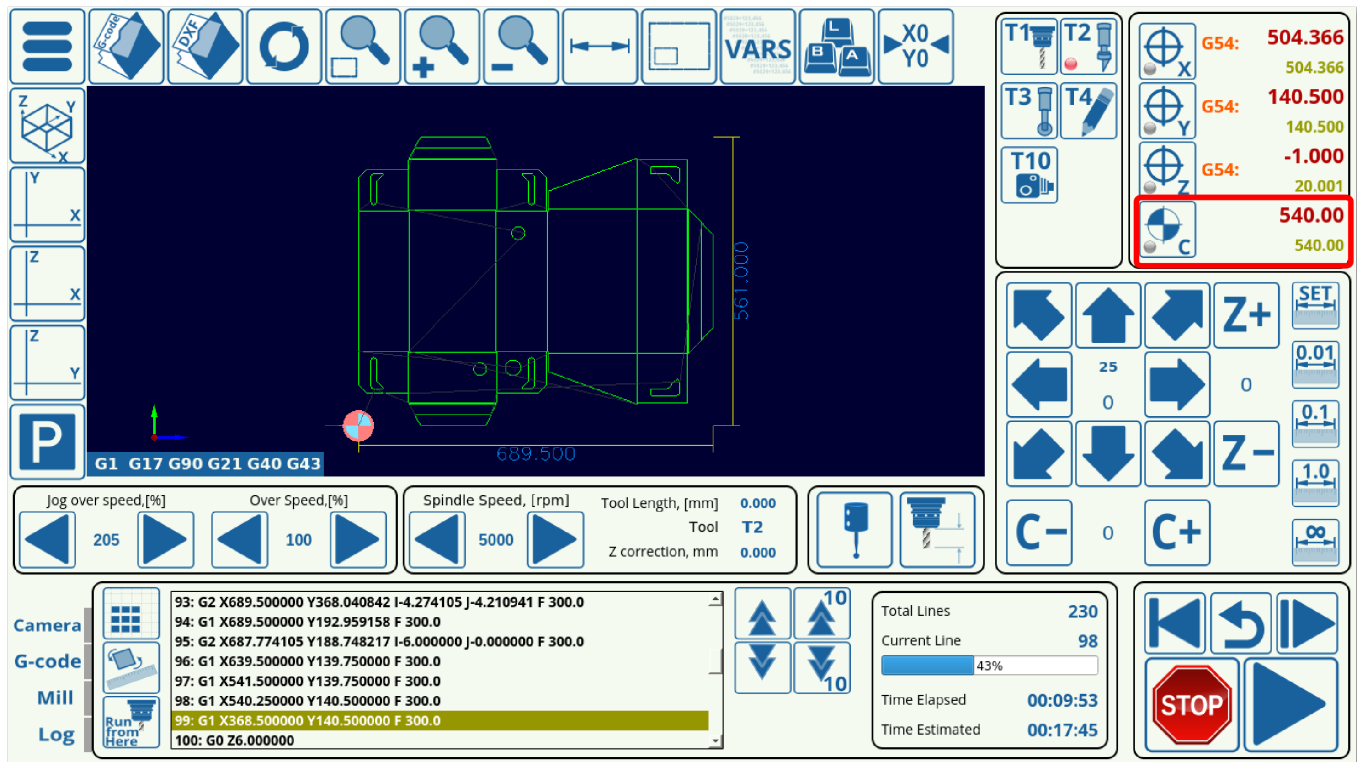 G-code
DXF
#5029=123,456
VARS
L
B
A
X0
Y0
Z
Y
X
Y
X
Z
X
Z
Y
P
561.000
689.500
G1 G17 G90 G21 G40 G43
T1
T2
T3
T4
T10
X
G54:
504.366
504.366
Y
G54:
140.500
140.500
Z
G54:
-1.000
20.001
C
540.00
540.00
Z+
25
0
0
Z-
C-
0
C+
SET
0.01
0.1
1.0
∞
Jog over speed,[%]
205
Over Speed,[%]
100
Spindle Speed, [rpm]
5000
Tool Length, [mm] 0.000
Tool T2
Z correction, mm 0.000
Camera
G-code
Mill
Log
Run
from
Here
93: G2 X689.500000 Y368.040842 I-4.274105 J-4.210941 F 300.0
94: G1 X689.500000 Y192.959158 F 300.0
95: G2 X687.774105 Y188.748217 I-6.000000 J-0.000000 F 300.0
96: G1 X639.500000 Y139.750000 F 300.0
97: G1 X541.500000 Y139.750000 F 300.0
98: G1 X540.250000 Y140.500000 F 300.0
99: G1 X368.500000 Y140.500000 F 300.0
100: G0 Z6.000000
10
10
Total Lines 230
Current Line 98
43%
Time Elapsed 00:09:53
Time Estimated 00:17:45
STOP